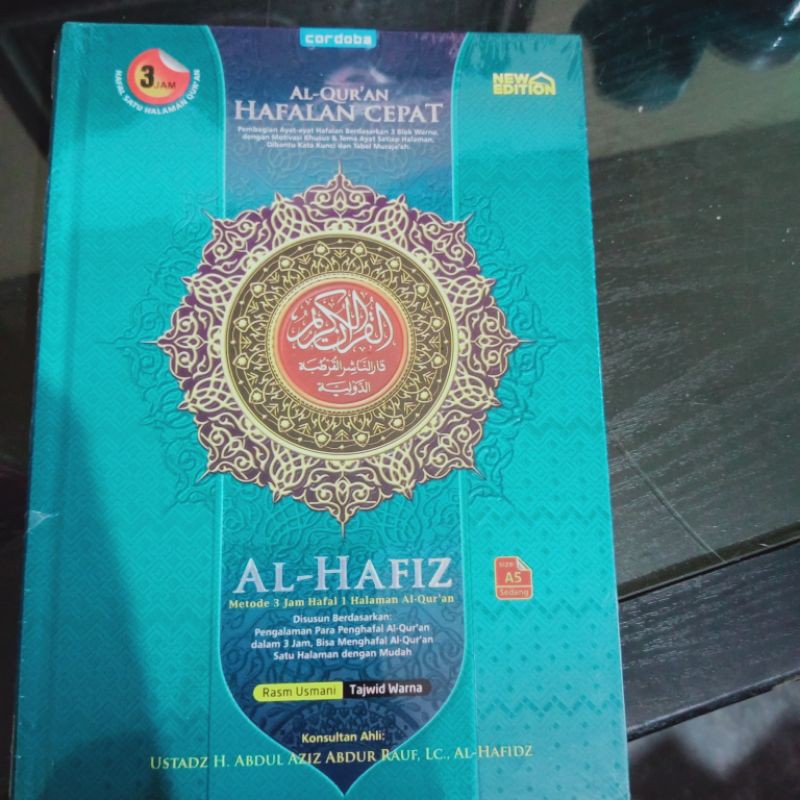 cordoba
3 JAM
HAFAL SATU HALAMAN QUR'AN
NEW EDITION
AL-QUR'AN
HAFALAN CEPAT
Pembagian Ayat-ayat Hafalan Berdasarkan 3 Blok Warna,
dengan Motivasi Khusus & Tema Ayat Setiap Halaman,
Dibantu Kata Kunci dan Tabel Muraja'ah.
القرآن الكريم
دار الناشر القرطبة
الدولية
AL-HAFIZ
Metode 3 Jam Hafal 1 Halaman Al-Qur'an
Disusun Berdasarkan:
Pengalaman Para Penghafal Al-Qur'an
dalam 3 Jam, Bisa Menghafal Al-Qur'an
Satu Halaman dengan Mudah
size
A5
Sedang
Rasm Usmani Tajwid Warna
Konsultan Ahli:
USTADZ H. ABDUL AZIZ ABDUR RAUF, LC., AL-HAFIDZ